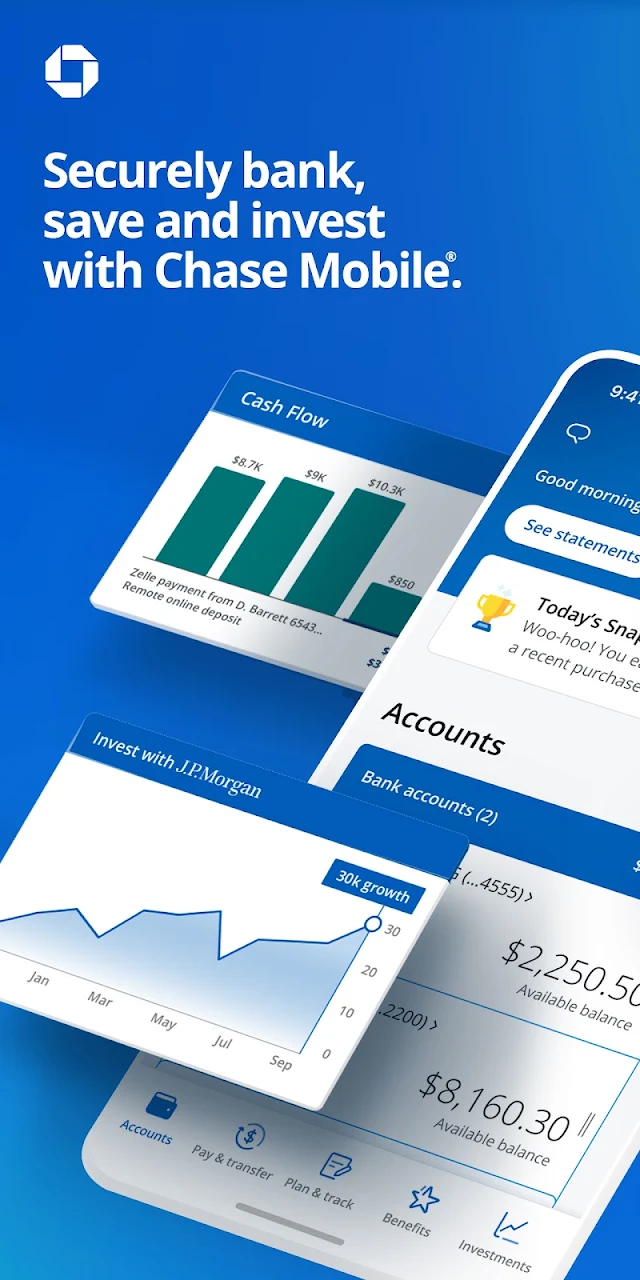 Securely bank,
save and invest
with Chase Mobile®.
Cash Flow
$8.7K
$9K
$10.3K
$850
Zelle payment from D. Barrett 6543...
Remote online deposit
9:41
Good morning
See statements
Today's Snap
Woo-hoo! You ea
a recent purchase
Accounts
Bank accounts (2)
(...4555)
$2,250.50
Available balance
.2200)
$8,160.30
Available balance
Invest with J.P.Morgan
30k growth
30
20
10
0
Jan
Mar
May
Jul
Sep
Accounts
Pay & transfer
Plan & track
Benefits
Investments